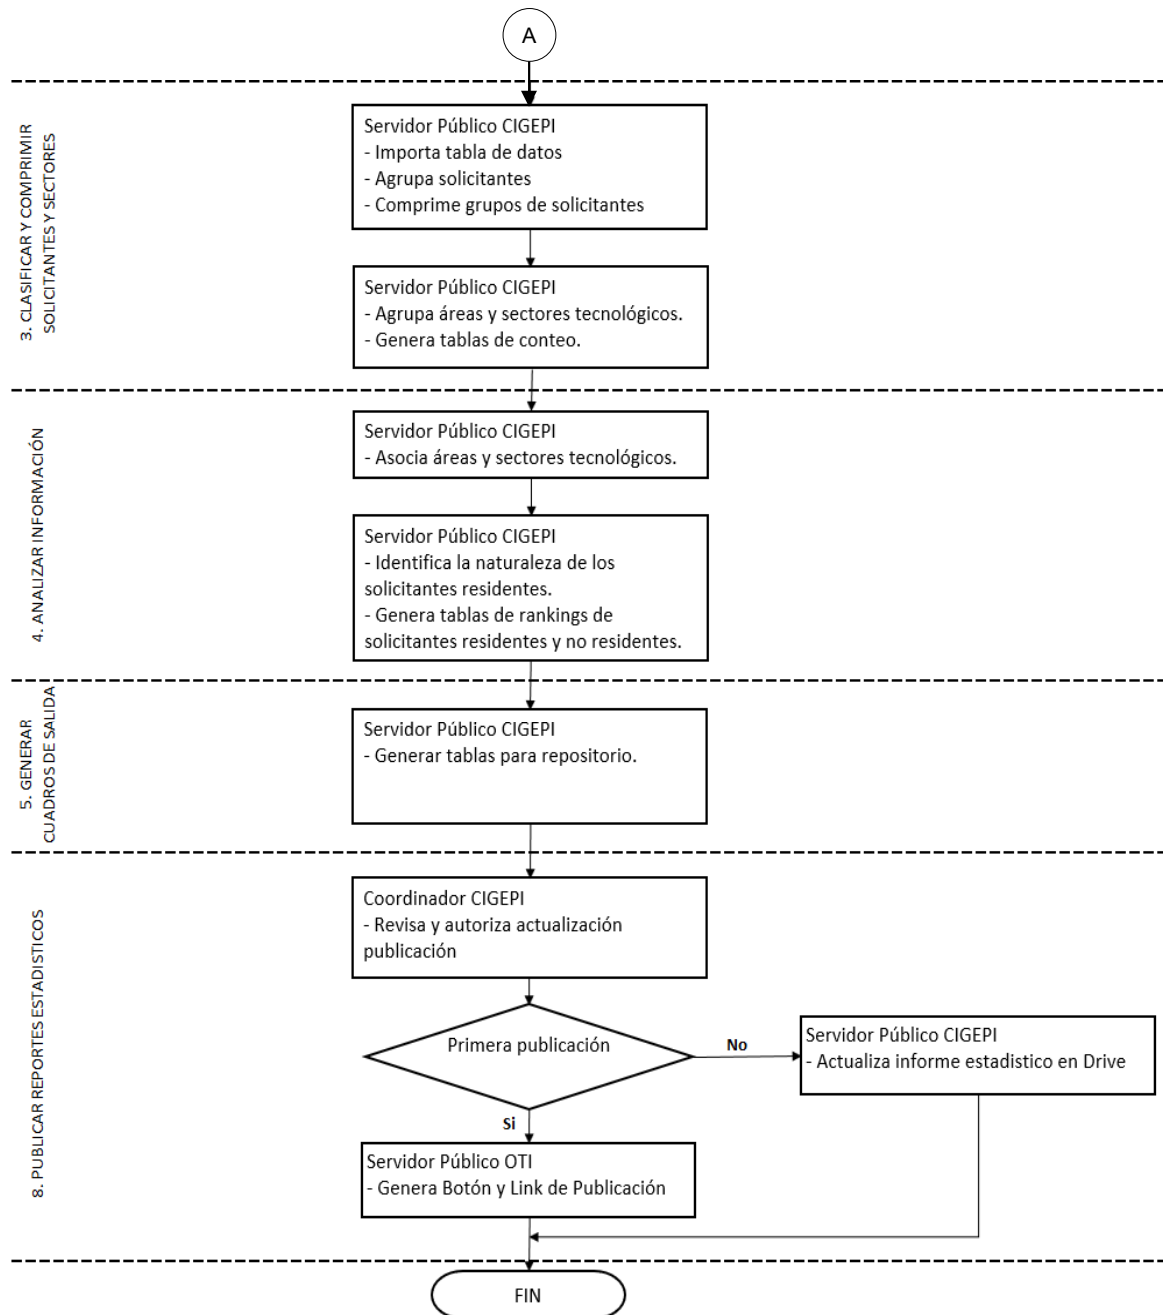 A
3. CLASIFICAR Y COMPRIMIR
SOLICITANTES Y SECTORES
Servidor Público CIGEPI
- Importa tabla de datos
- Agrupa solicitantes
- Comprime grupos de solicitantes
Servidor Público CIGEPI
- Agrupa áreas y sectores tecnológicos.
- Genera tablas de conteo.
4. ANALIZAR INFORMACIÓN
Servidor Público CIGEPI
- Asocia áreas y sectores tecnológicos.
Servidor Público CIGEPI
- Identifica la naturaleza de los
solicitantes residentes.
- Genera tablas de rankings de
solicitantes residentes y no residentes.
5. GENERAR
CUADROS DE SALIDA
Servidor Público CIGEPI
- Generar tablas para repositorio.
8. PUBLICAR REPORTES ESTADISTICOS
Coordinador CIGEPI
- Revisa y autoriza actualización
publicación
Primera publicación
No
Servidor Público CIGEPI
- Actualiza informe estadistico en Drive
Si
Servidor Público OTI
- Genera Botón y Link de Publicación
FIN